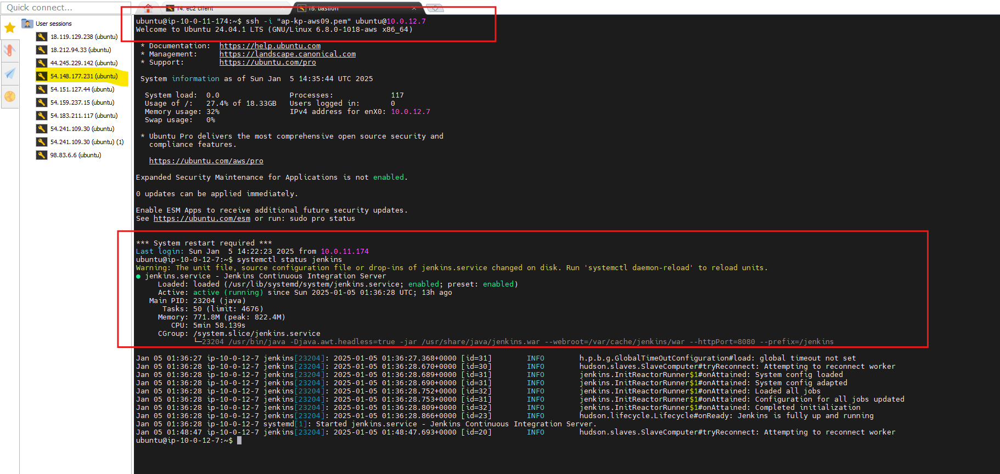 Quick connect...
14. ec2 client
15. bastion
User sessions
18.119.129.238 (ubuntu)
18.212.94.33 (ubuntu)
44.245.229.142 (ubuntu)
54.148.177.231 (ubuntu)
54.151.127.44 (ubuntu)
54.159.237.15 (ubuntu)
54.183.211.117 (ubuntu)
54.241.109.30 (ubuntu)
54.241.109.30 (ubuntu) (1)
98.83.6.6 (ubuntu)
ubuntu@ip-10-0-11-174:~$ ssh -i "ap-kp-aws09.pem" ubuntu@10.0.12.7
Welcome to Ubuntu 24.04.1 LTS (GNU/Linux 6.8.0-1018-aws x86_64)
* Documentation:  https://help.ubuntu.com
* Management:     https://landscape.canonical.com
* Support:        https://ubuntu.com/pro
System information as of Sun Jan  5 14:35:44 UTC 2025
System load:  0.0                Processes:             117
Usage of /:   27.4% of 18.33GB   Users logged in:       0
Memory usage: 32%                IPv4 address for enX0: 10.0.12.7
Swap usage:   0%
* Ubuntu Pro delivers the most comprehensive open source security and
compliance features.
https://ubuntu.com/aws/pro
Expanded Security Maintenance for Applications is not enabled.
0 updates can be applied immediately.
Enable ESM Apps to receive additional future security updates.
See https://ubuntu.com/esm or run: sudo pro status
*** System restart required ***
Last login: Sun Jan  5 14:22:23 2025 from 10.0.11.174
ubuntu@ip-10-0-12-7:~$ systemctl status jenkins
Warning: The unit file, source configuration file or drop-ins of jenkins.service changed on disk. Run 'systemctl daemon-reload' to reload units.
● jenkins.service - Jenkins Continuous Integration Server
Loaded: loaded (/usr/lib/systemd/system/jenkins.service; enabled; preset: enabled)
Active: active (running) since Sun 2025-01-05 01:36:28 UTC; 13h ago
Main PID: 23204 (java)
Tasks: 50 (limit: 4676)
Memory: 771.8M (peak: 822.4M)
CPU: 5min 58.139s
CGroup: /system.slice/jenkins.service
└─23204 /usr/bin/java -Djava.awt.headless=true -jar /usr/share/java/jenkins.war --webroot=/var/cache/jenkins/war --httpPort=8080 --prefix=/jenkins
Jan 05 01:36:27 ip-10-0-12-7 jenkins[23204]: 2025-01-05 01:36:27.368+0000 [id=31]        INFO        h.p.b.g.GlobalTimeOutConfiguration#load: global timeout not set
Jan 05 01:36:28 ip-10-0-12-7 jenkins[23204]: 2025-01-05 01:36:28.670+0000 [id=30]        INFO        hudson.slaves.SlaveComputer#tryReconnect: Attempting to reconnect worker
Jan 05 01:36:28 ip-10-0-12-7 jenkins[23204]: 2025-01-05 01:36:28.689+0000 [id=31]        INFO        jenkins.InitReactorRunner$1#onAttained: System config loaded
Jan 05 01:36:28 ip-10-0-12-7 jenkins[23204]: 2025-01-05 01:36:28.690+0000 [id=31]        INFO        jenkins.InitReactorRunner$1#onAttained: System config adapted
Jan 05 01:36:28 ip-10-0-12-7 jenkins[23204]: 2025-01-05 01:36:28.752+0000 [id=32]        INFO        jenkins.InitReactorRunner$1#onAttained: Loaded all jobs
Jan 05 01:36:28 ip-10-0-12-7 jenkins[23204]: 2025-01-05 01:36:28.753+0000 [id=31]        INFO        jenkins.InitReactorRunner$1#onAttained: Configuration for all jobs updated
Jan 05 01:36:28 ip-10-0-12-7 jenkins[23204]: 2025-01-05 01:36:28.809+0000 [id=32]        INFO        jenkins.InitReactorRunner$1#onAttained: Completed initialization
Jan 05 01:36:28 ip-10-0-12-7 jenkins[23204]: 2025-01-05 01:36:28.866+0000 [id=23]        INFO        hudson.lifecycle.Lifecycle#onReady: Jenkins is fully up and running
Jan 05 01:36:28 ip-10-0-12-7 systemd[1]: Started jenkins.service - Jenkins Continuous Integration Server.
Jan 05 01:48:47 ip-10-0-12-7 jenkins[23204]: 2025-01-05 01:48:47.693+0000 [id=20]        INFO        hudson.slaves.SlaveComputer#tryReconnect: Attempting to reconnect worker
ubuntu@ip-10-0-12-7:~$